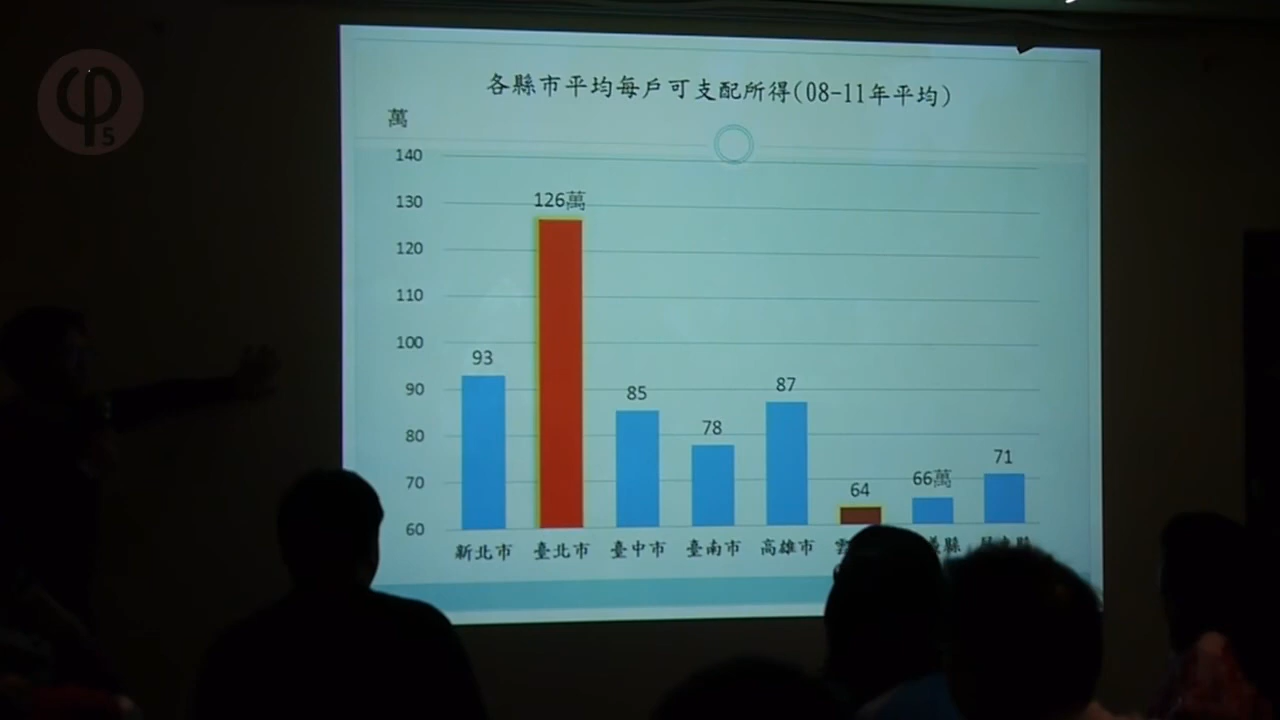 φ5
各縣市平均每戶可支配所得(08-11年平均)
萬
140
130
120
110
100
90
80
70
60
93
126萬
85
78
87
64
66萬
71
新北市
臺北市
臺中市
臺南市
高雄市